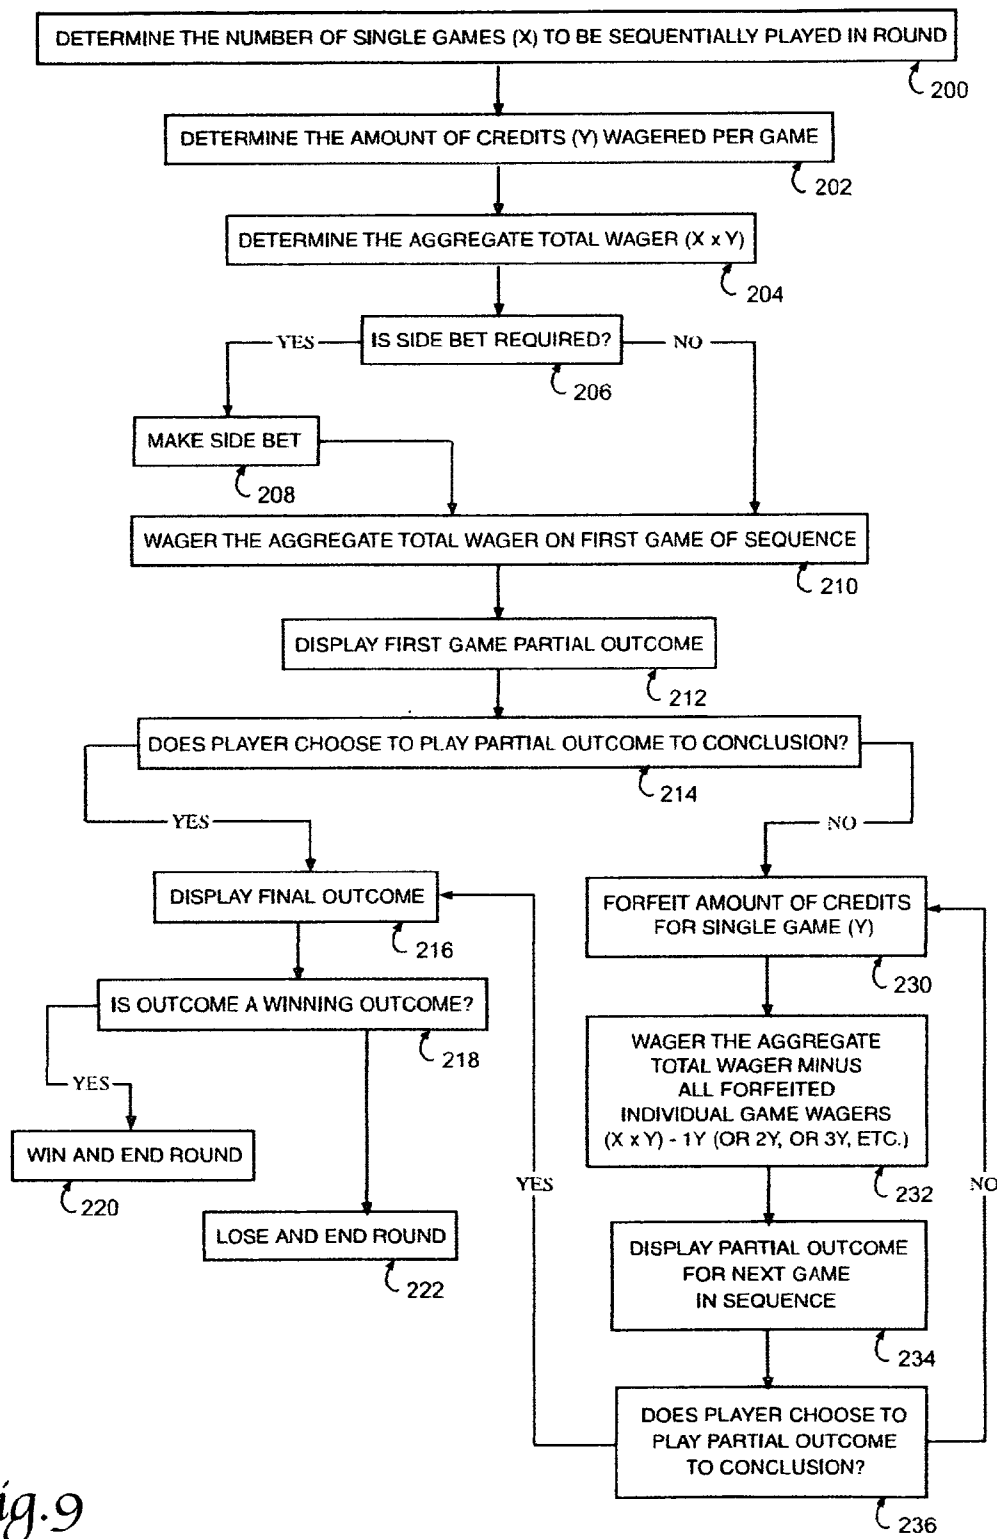 DETERMINE THE NUMBER OF SINGLE GAMES (X) TO BE SEQUENTIALLY PLAYED IN ROUND
200
DETERMINE THE AMOUNT OF CREDITS (Y) WAGERED PER GAME
202
DETERMINE THE AGGREGATE TOTAL WAGER (X x Y)
204
YES
IS SIDE BET REQUIRED?
NO
206
MAKE SIDE BET
208
WAGER THE AGGREGATE TOTAL WAGER ON FIRST GAME OF SEQUENCE
210
DISPLAY FIRST GAME PARTIAL OUTCOME
212
DOES PLAYER CHOOSE TO PLAY PARTIAL OUTCOME TO CONCLUSION?
214
YES
NO
DISPLAY FINAL OUTCOME
216
FORFEIT AMOUNT OF CREDITS
FOR SINGLE GAME (Y)
230
IS OUTCOME A WINNING OUTCOME?
218
WAGER THE AGGREGATE
TOTAL WAGER MINUS
ALL FORFEITED
INDIVIDUAL GAME WAGERS
(X x Y) - 1Y (OR 2Y, OR 3Y, ETC.)
232
YES
WIN AND END ROUND
220
YES
NO
LOSE AND END ROUND
222
DISPLAY PARTIAL OUTCOME
FOR NEXT GAME
IN SEQUENCE
234
DOES PLAYER CHOOSE TO
PLAY PARTIAL OUTCOME
TO CONCLUSION?
236
ig.9